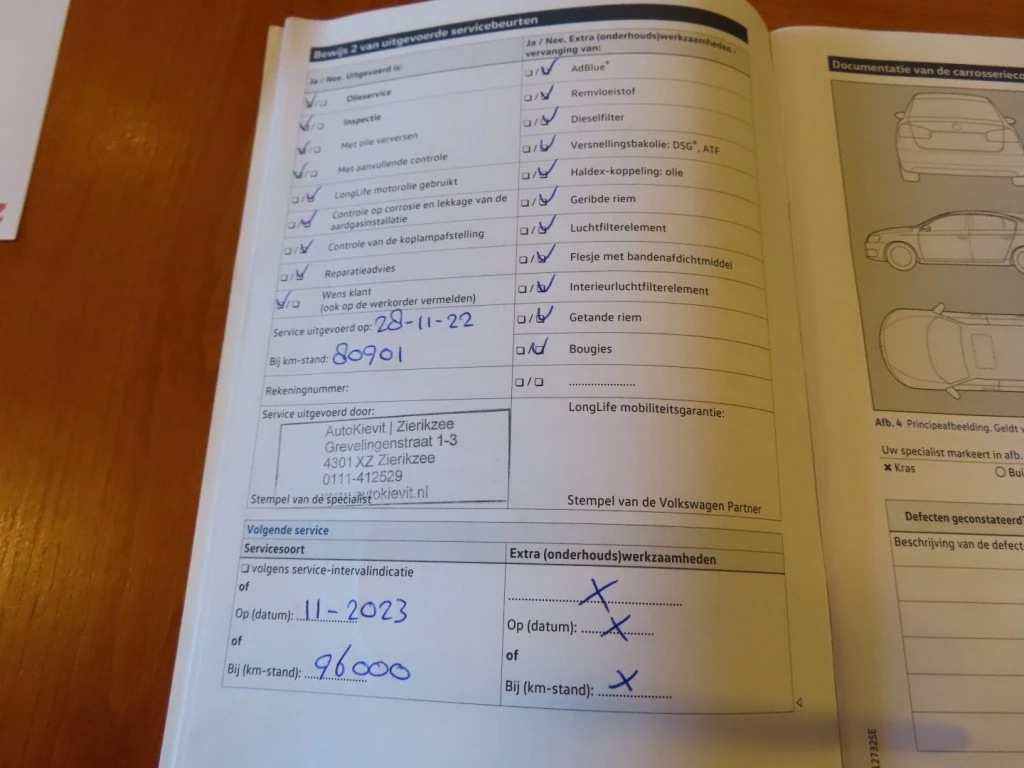 Bewijs 2 van uitgevoerde servicebeurten
Ja / Nee. Uitgevoerd is:
Olieservice
Inspectie
Met olie verversen
Met aanvullende controle
LongLife motorolie gebruikt
Controle op corrosie en lekkage van de
aardgasinstallatie
Controle van de koplampafstelling
Reparatieadvies
Wens klant
(ook op de werkorder vermelden)
Service uitgevoerd op: 28-11-22
Bij km-stand: 80901
Rekeningnummer:
Service uitgevoerd door:
AutoKievit | Zierikzee
Grevelingenstraat 1-3
4301 XZ Zierikzee
0111-412529
autokievit.nl
Stempel van de specialist
Ja / Nee. Extra (onderhouds)werkzaamheden -
vervanging van:
AdBlue®
Remvloeistof
Dieselfilter
Versnellingsbakolie: DSG®, ATF
Haldex-koppeling: olie
Geribde riem
Luchtfilterelement
Flesje met bandenafdichtmiddel
Interieurluchtfilterelement
Getande riem
Bougies
LongLife mobiliteitsgarantie:
Stempel van de Volkswagen Partner
Volgende service
Servicesoort
volgens service-intervalindicatie
of
Op (datum): 11-2023
of
Bij (km-stand): 96000
Extra (onderhouds)werkzaamheden
X
Op (datum): X
of
Bij (km-stand): X
Documentatie van de carrosserieco
Afb. 4 Principeafbeelding. Geldt v
Uw specialist markeert in afb.
× Kras
Bui
Defecten geconstateerd
Beschrijving van de defect
12732SE